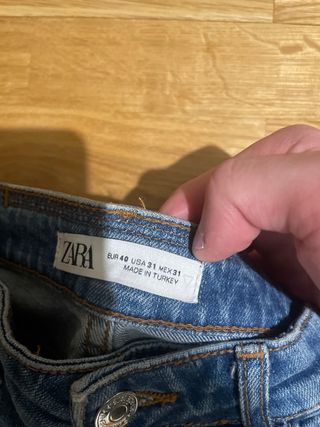 ZARA
EUR 40 USA 31 MEX 31
MADE IN TURKEY